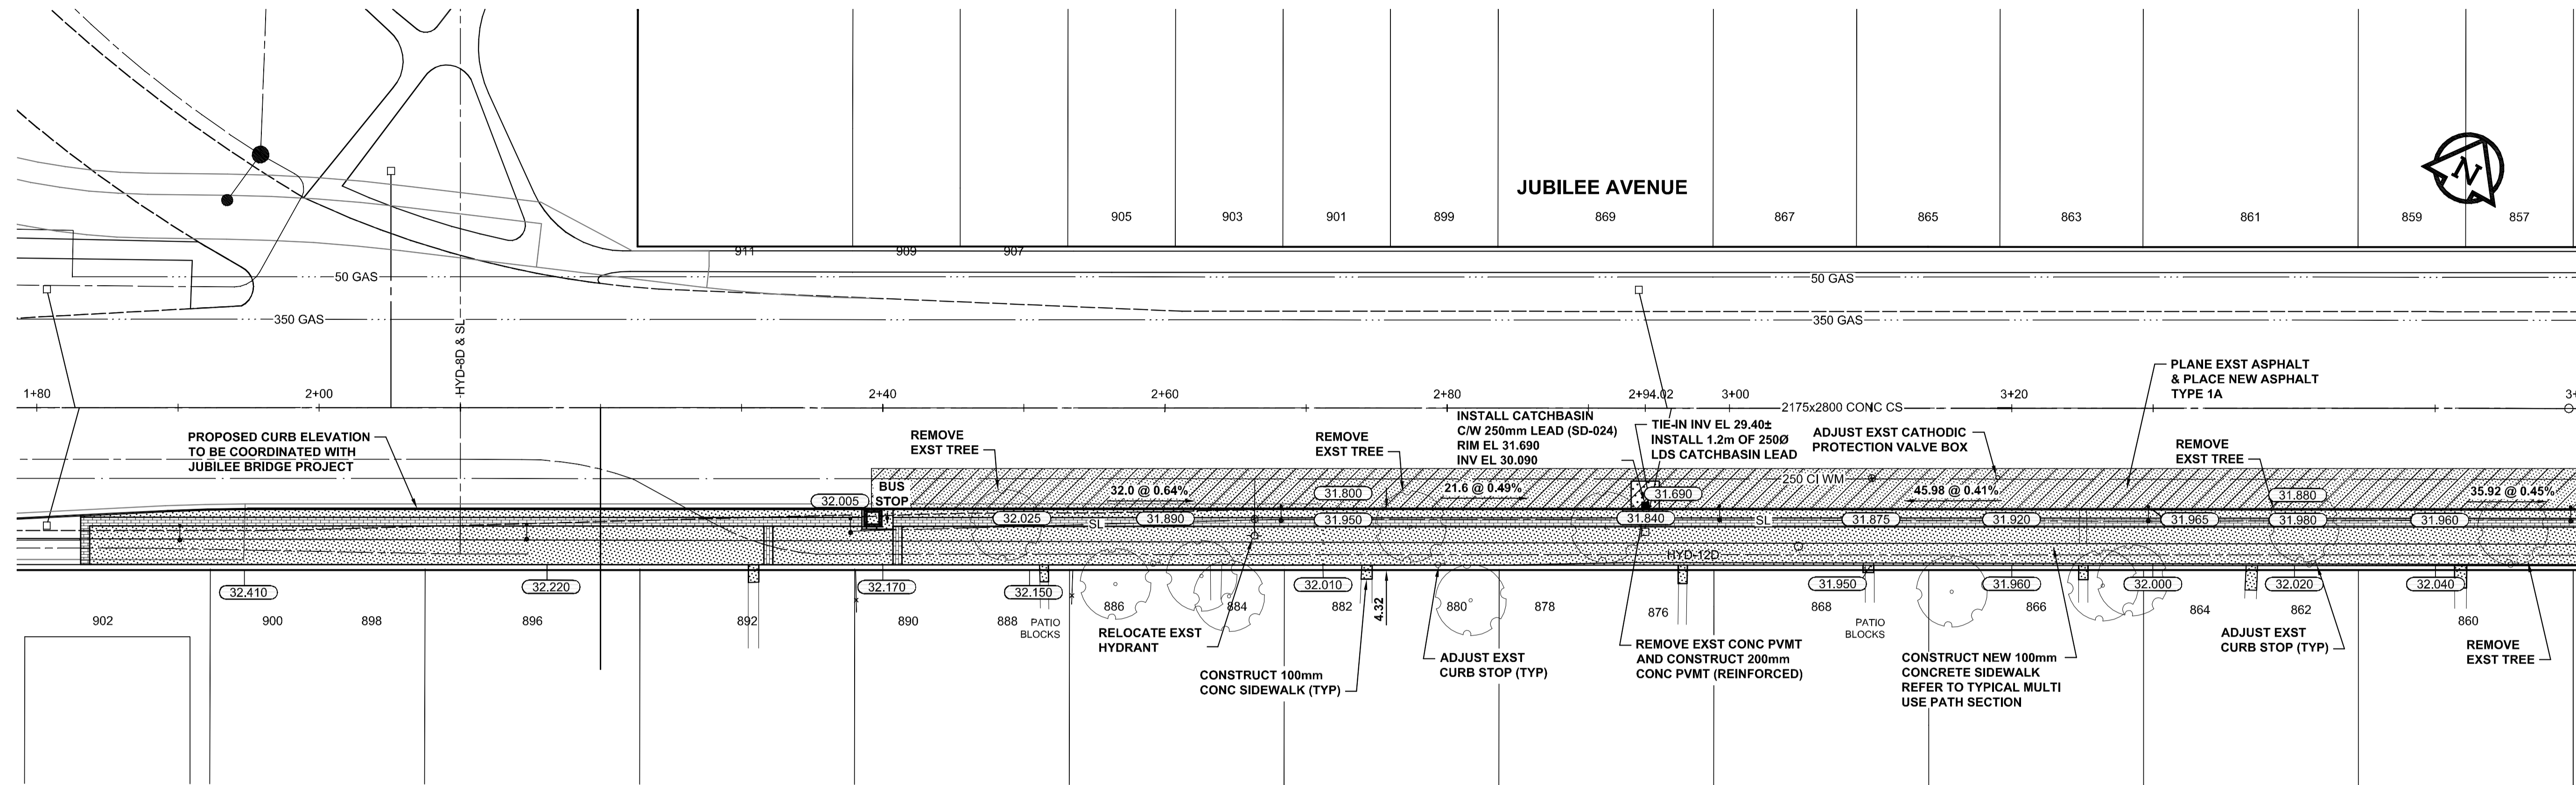 JUBILEE AVENUE
N
905
903
901
899
869
867
865
863
861
859
857
911
909
907
50 GAS
50 GAS
350 GAS
350 GAS
HYD-8D & SL
PLANE EXST ASPHALT
& PLACE NEW ASPHALT
TYPE 1A
1+80
2+00
2+40
2+60
2+80
2+94.02
3+00
3+20
2175x2800 CONC CS
PROPOSED CURB ELEVATION
TO BE COORDINATED WITH
JUBILEE BRIDGE PROJECT
REMOVE
EXST TREE
REMOVE
EXST TREE
INSTALL CATCHBASIN
C/W 250mm LEAD (SD-024)
RIM EL 31.690
INV EL 30.090
TIE-IN INV EL 29.40±
INSTALL 1.2m OF 250Ø
LDS CATCHBASIN LEAD
ADJUST EXST CATHODIC
PROTECTION VALVE BOX
REMOVE
EXST TREE
250 CI WM
BUS
STOP
32.005
32.0 @ 0.64%
31.800
21.6 @ 0.49%
31.690
45.98 @ 0.41%
31.880
35.92 @ 0.45%
32.025
SL
31.890
31.950
31.840
SL
31.875
31.920
31.965
31.980
31.960
HYD-12D
32.410
32.220
32.170
32.150
32.010
31.950
31.960
32.000
32.020
32.040
4.32
902
900
898
896
892
890
888
886
884
882
880
878
876
868
866
864
862
860
PATIO
BLOCKS
PATIO
BLOCKS
RELOCATE EXST
HYDRANT
CONSTRUCT 100mm
CONC SIDEWALK (TYP)
ADJUST EXST
CURB STOP (TYP)
REMOVE EXST CONC PVMT
AND CONSTRUCT 200mm
CONC PVMT (REINFORCED)
CONSTRUCT NEW 100mm
CONCRETE SIDEWALK
REFER TO TYPICAL MULTI
USE PATH SECTION
ADJUST EXST
CURB STOP (TYP)
REMOVE
EXST TREE